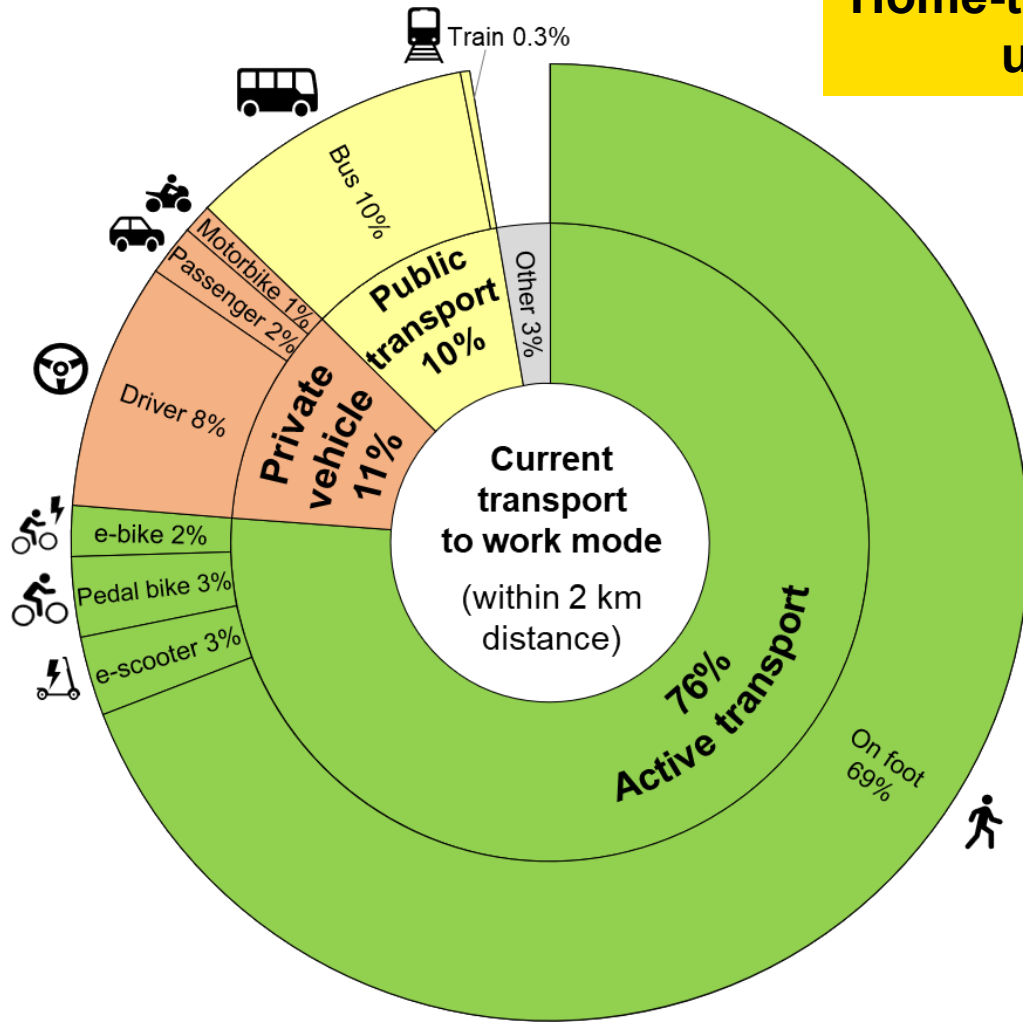 Train 0.3%
Bus 10%
Motorbike 1%
Passenger 2%
Driver 8%
e-bike 2%
Pedal bike 3%
e-scooter 3%
Public
transport
10%
Other 3%
Private
vehicle
11%
Current
transport
to work mode
(within 2 km
distance)
76%
Active transport
On foot
69%